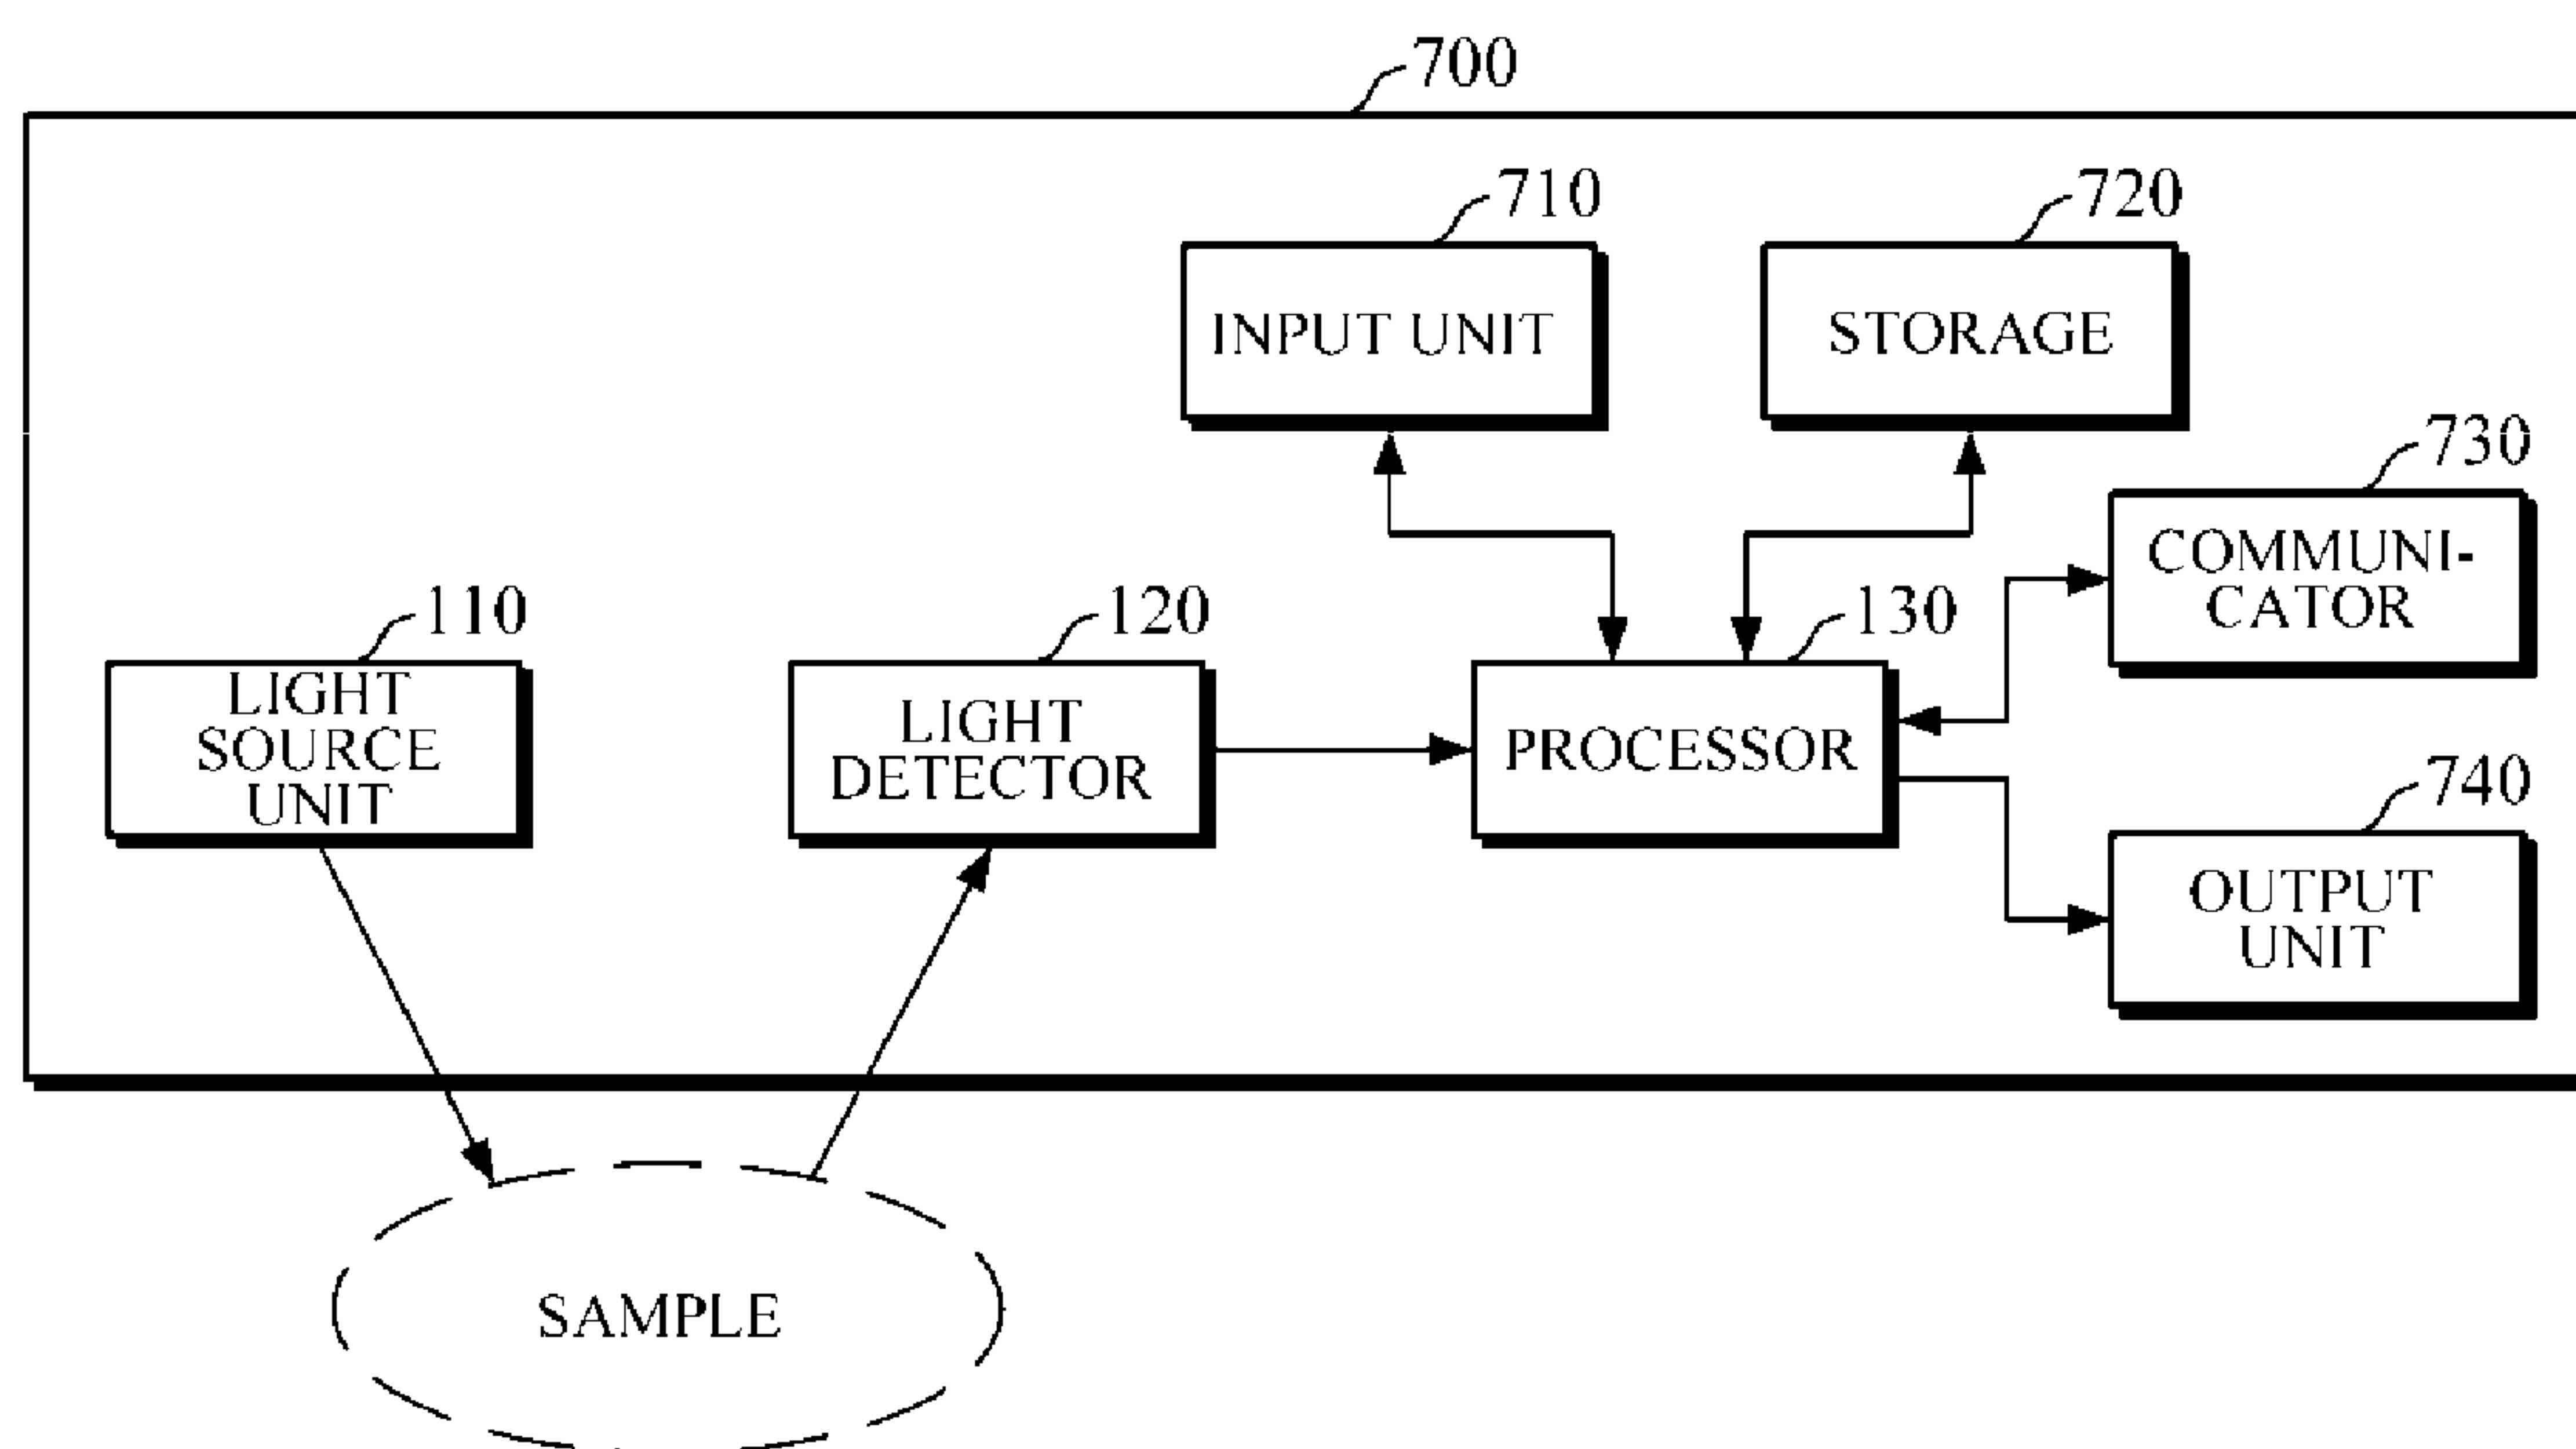 700
710
720
INPUT UNIT
STORAGE
730
COMMUNI-
CATOR
110
120
130
LIGHT
SOURCE
UNIT
LIGHT
DETECTOR
PROCESSOR
740
OUTPUT
UNIT
SAMPLE